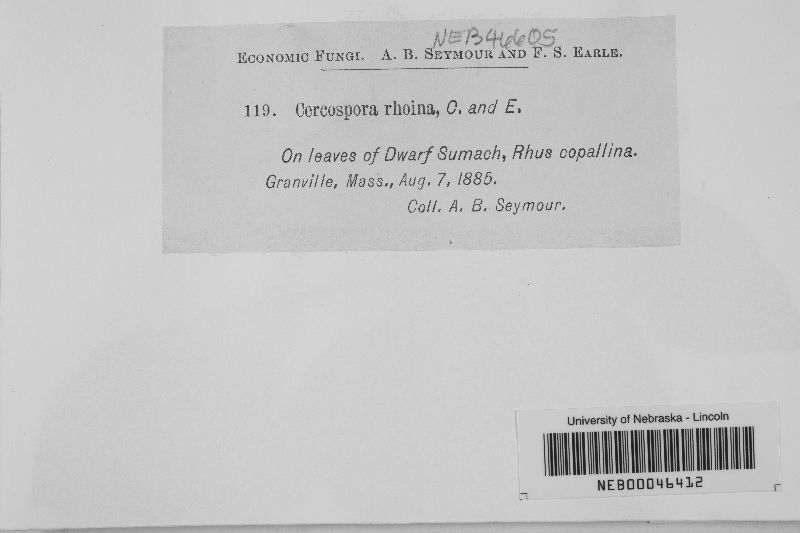 NEB46605
ECONOMIC FUNGI. A. B. SEYMOUR AND F. S. EARLE.
119. Cercospora rhoina, C. and E.
On leaves of Dwarf Sumach, Rhus copallina.
Granville, Mass., Aug. 7, 1885.
Coll. A. B. Seymour.
University of Nebraska - Lincoln
NEB00046412